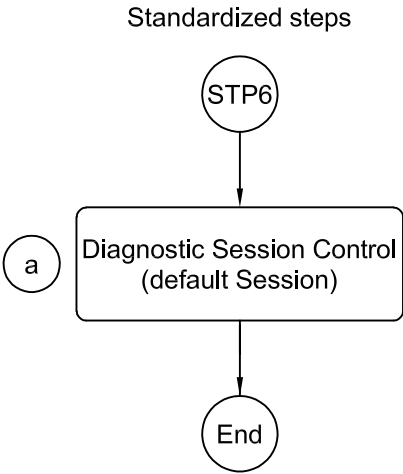 Standardized steps
STP6
a
Diagnostic Session Control
(default Session)
End